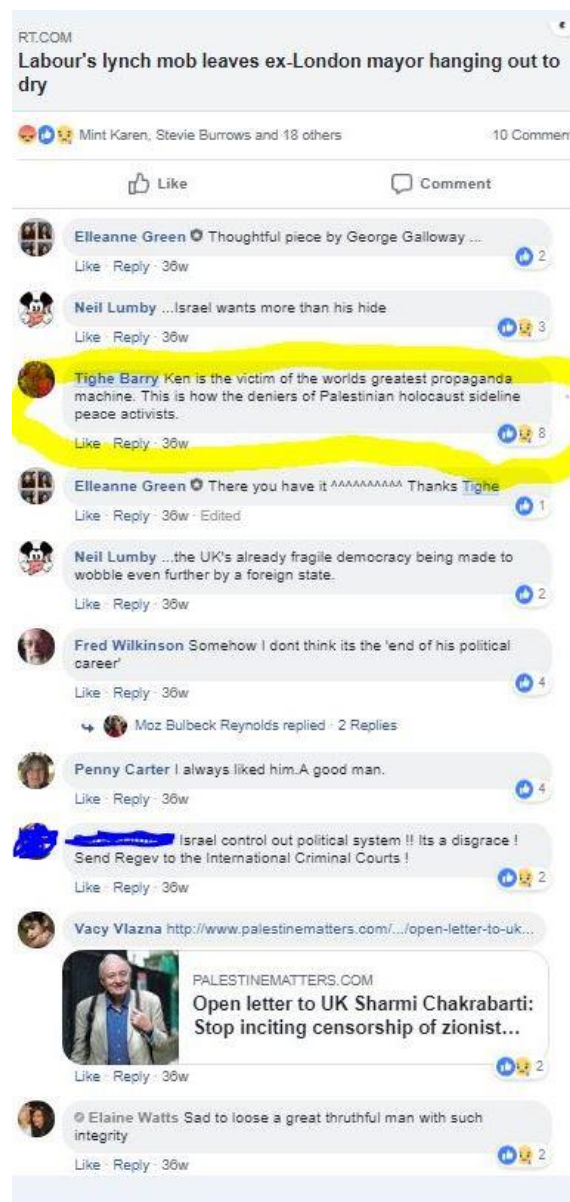 RT.COM
Labour's lynch mob leaves ex-London mayor hanging out to
dry
Mint Karen, Stevie Burrows and 18 others 10 Commen
Like Comment
Elleanne Green Thoughtful piece by George Galloway ...
2
Like · Reply · 36w
Neil Lumby ...Israel wants more than his hide
3
Like · Reply · 36w
Tighe Barry Ken is the victim of the worlds greatest propaganda
machine. This is how the deniers of Palestinian holocaust sideline
peace activists.
8
Like · Reply · 36w
Elleanne Green There you have it ^^^^^^^^^^ Thanks Tighe
1
Like · Reply · 36w · Edited
Neil Lumby ...the UK's already fragile democracy being made to
wobble even further by a foreign state.
2
Like · Reply · 36w
Fred Wilkinson Somehow I dont think its the 'end of his political
career'
4
Like · Reply · 36w
Moz Bulbeck Reynolds replied · 2 Replies
Penny Carter I always liked him.A good man.
4
Like · Reply · 36w
Israel control out political system !! Its a disgrace !
Send Regev to the International Criminal Courts !
2
Like · Reply · 36w
Vacy Vlazna http://www.palestinematters.com/.../open-letter-to-uk...
PALESTINEMATTERS.COM
Open letter to UK Sharmi Chakrabarti:
Stop inciting censorship of zionist...
2
Like · Reply · 36w
Elaine Watts Sad to loose a great thruthful man with such
integrity
2
Like · Reply · 36w